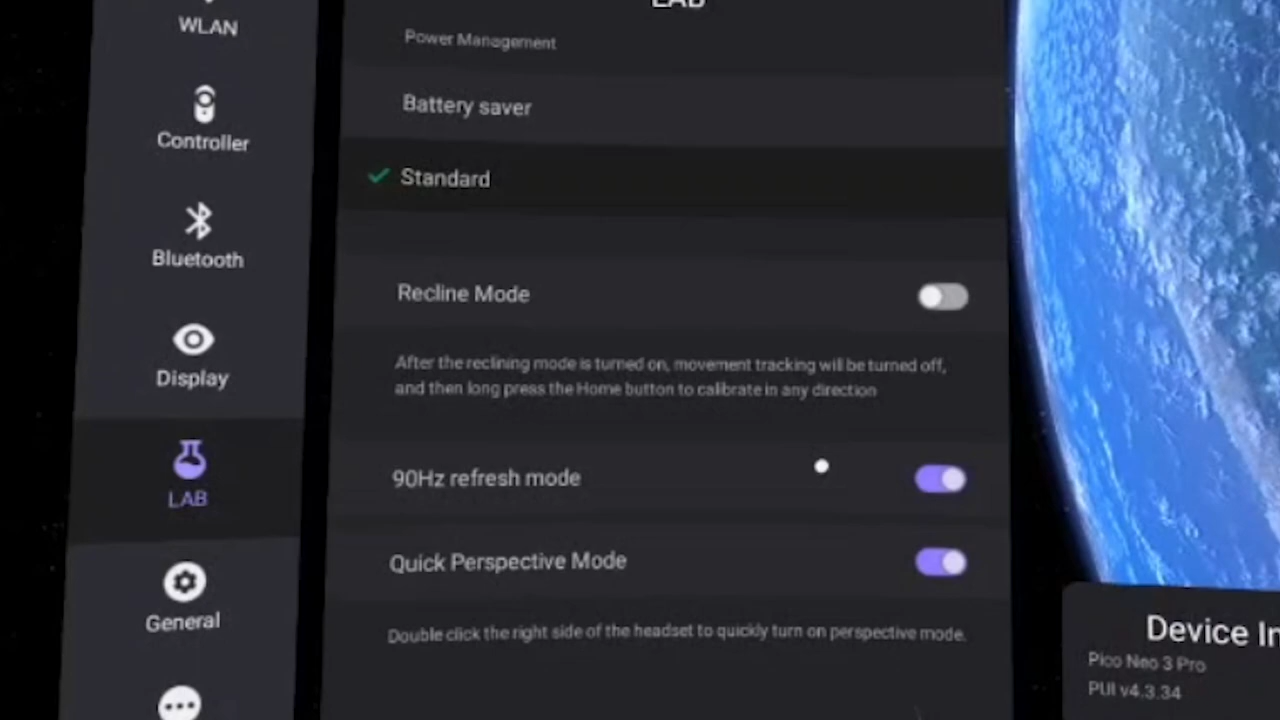 WLAN
Controller
Bluetooth
Display
LAB
General
LAB
Power Management
Battery saver
Standard
Recline Mode
After the reclining mode is turned on, movement tracking will be turned off,
and then long press the Home button to calibrate in any direction
90Hz refresh mode
Quick Perspective Mode
Double click the right side of the headset to quickly turn on perspective mode.
Device In
Pico Neo 3 Pro
PUI v4.3.34